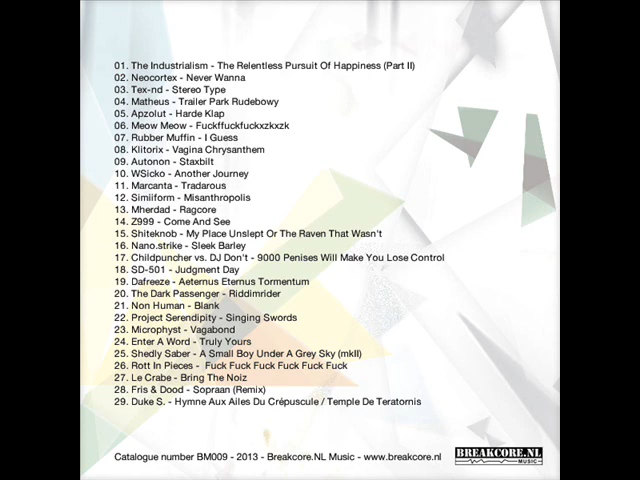 01. The Industrialism - The Relentless Pursuit Of Happiness (Part II)
02. Neocortex - Never Wanna
03. Tex-nd - Stereo Type
04. Matheus - Trailer Park Rudebowy
05. Apzolut - Harde Klap
06. Meow Meow - Fuckffuckfuckxzkxzk
07. Rubber Muffin - I Guess
08. Klitorix - Vagina Chrysanthem
09. Autonon - Staxbilt
10. WSicko - Another Journey
11. Marcanta - Tradarous
12. Simiiform - Misanthropolis
13. Mherdad - Ragcore
14. Z999 - Come And See
15. Shiteknob - My Place Unslept Or The Raven That Wasn't
16. Nano.strike - Sleek Barley
17. Childpuncher vs. DJ Don't - 9000 Penises Will Make You Lose Control
18. SD-501 - Judgment Day
19. Dafreeze - Aeternus Eternus Tormentum
20. The Dark Passenger - Riddimrider
21. Non Human - Blank
22. Project Serendipity - Singing Swords
23. Microphyst - Vagabond
24. Enter A Word - Truly Yours
25. Shedly Saber - A Small Boy Under A Grey Sky (mkII)
26. Rott In Pieces - Fuck Fuck Fuck Fuck Fuck Fuck
27. Le Crabe - Bring The Noiz
28. Fris & Dood - Sopraan (Remix)
29. Duke S. - Hymne Aux Ailes Du Crépuscule / Temple De Teratornis
Catalogue number BM009 - 2013 - Breakcore.NL Music - www.breakcore.nl
BREAKCORE.NL
MUSIC